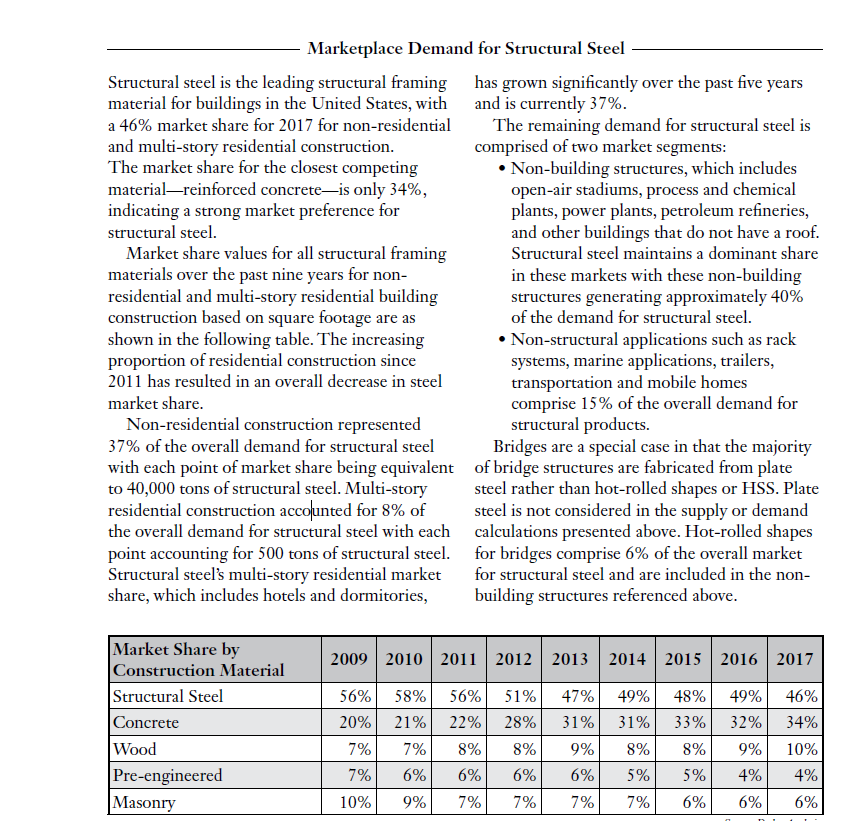 Marketplace Demand for Structural Steel
Structural steel is the leading structural framing
material for buildings in the United States, with
a 46% market share for 2017 for non-residential
and multi-story residential construction.
The market share for the closest competing
material—reinforced concrete—is only 34%,
indicating a strong market preference for
structural steel.
Market share values for all structural framing
materials over the past nine years for non-
residential and multi-story residential building
construction based on square footage are as
shown in the following table. The increasing
proportion of residential construction since
2011 has resulted in an overall decrease in steel
market share.
Non-residential construction represented
37% of the overall demand for structural steel
with each point of market share being equivalent
to 40,000 tons of structural steel. Multi-story
residential construction accounted for 8% of
the overall demand for structural steel with each
point accounting for 500 tons of structural steel.
Structural steel’s multi-story residential market
share, which includes hotels and dormitories,
has grown significantly over the past five years
and is currently 37%.
The remaining demand for structural steel is
comprised of two market segments:
• Non-building structures, which includes
open-air stadiums, process and chemical
plants, power plants, petroleum refineries,
and other buildings that do not have a roof.
Structural steel maintains a dominant share
in these markets with these non-building
structures generating approximately 40%
of the demand for structural steel.
• Non-structural applications such as rack
systems, marine applications, trailers,
transportation and mobile homes
comprise 15% of the overall demand for
structural products.
Bridges are a special case in that the majority
of bridge structures are fabricated from plate
steel rather than hot-rolled shapes or HSS. Plate
steel is not considered in the supply or demand
calculations presented above. Hot-rolled shapes
for bridges comprise 6% of the overall market
for structural steel and are included in the non-
building structures referenced above.
Market Share by
Construction Material 2009 2010 2011 2012 2013 2014 2015 2016 2017
Structural Steel 56% 58% 56% 51% 47% 49% 48% 49% 46%
Concrete 20% 21% 22% 28% 31% 31% 33% 32% 34%
Wood 7% 7% 8% 8% 9% 8% 8% 9% 10%
Pre-engineered 7% 6% 6% 6% 6% 5% 5% 4% 4%
Masonry 10% 9% 7% 7% 7% 7% 6% 6% 6%